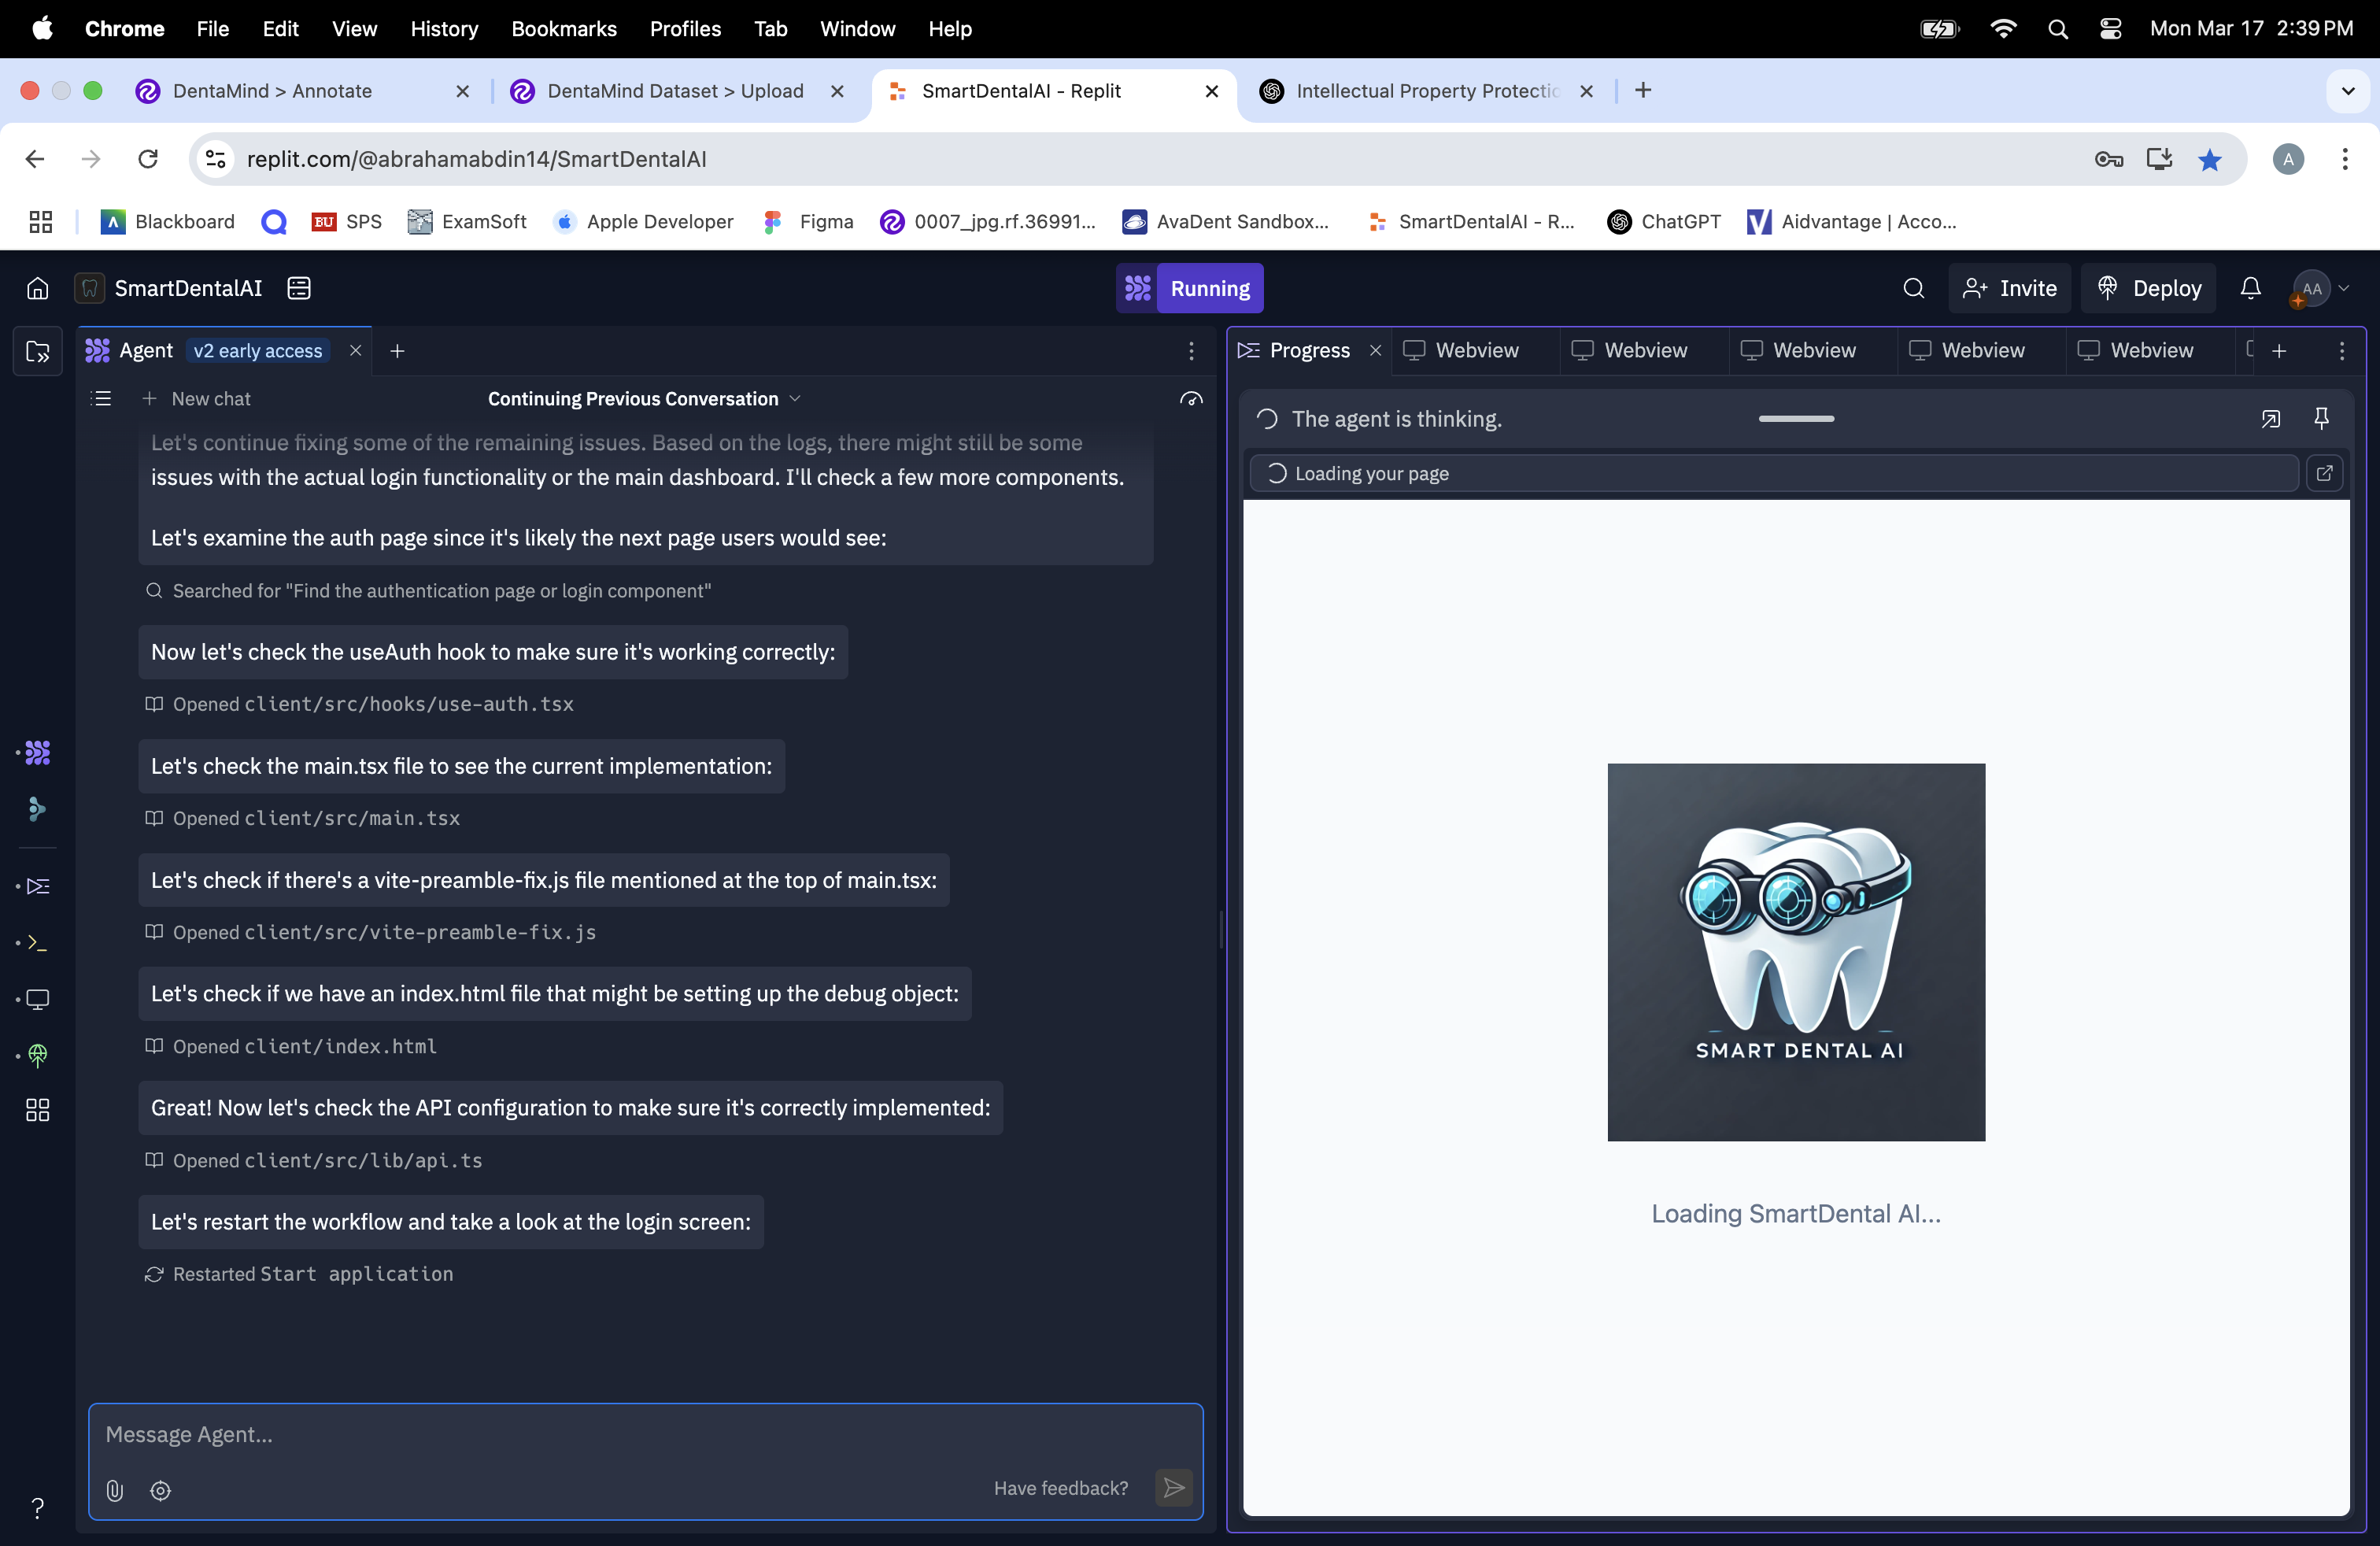 Chrome File Edit View History Bookmarks Profiles Tab Window Help Mon Mar 17 2:39 PM
DentaMind > Annotate DentaMind Dataset > Upload SmartDentalAI - Replit Intellectual Property Protectic
replit.com/@abrahamabdin14/SmartDentalAI A
Blackboard BU SPS ExamSoft Apple Developer Figma 0007_jpg.rf.36991... AvaDent Sandbox... SmartDentalAI - R... ChatGPT Aidvantage | Acco...
SmartDentalAI Running Invite Deploy AA
Agent v2 early access
New chat Continuing Previous Conversation
Let's continue fixing some of the remaining issues. Based on the logs, there might still be some
issues with the actual login functionality or the main dashboard. I'll check a few more components.
Let's examine the auth page since it's likely the next page users would see:
Searched for "Find the authentication page or login component"
Now let's check the useAuth hook to make sure it's working correctly:
Opened client/src/hooks/use-auth.tsx
Let's check the main.tsx file to see the current implementation:
Opened client/src/main.tsx
Let's check if there's a vite-preamble-fix.js file mentioned at the top of main.tsx:
Opened client/src/vite-preamble-fix.js
Let's check if we have an index.html file that might be setting up the debug object:
Opened client/index.html
Great! Now let's check the API configuration to make sure it's correctly implemented:
Opened client/src/lib/api.ts
Let's restart the workflow and take a look at the login screen:
Restarted Start application
Message Agent...
Have feedback?
Progress Webview Webview Webview Webview Webview
The agent is thinking.
Loading your page
SMART DENTAL AI
Loading SmartDental AI...